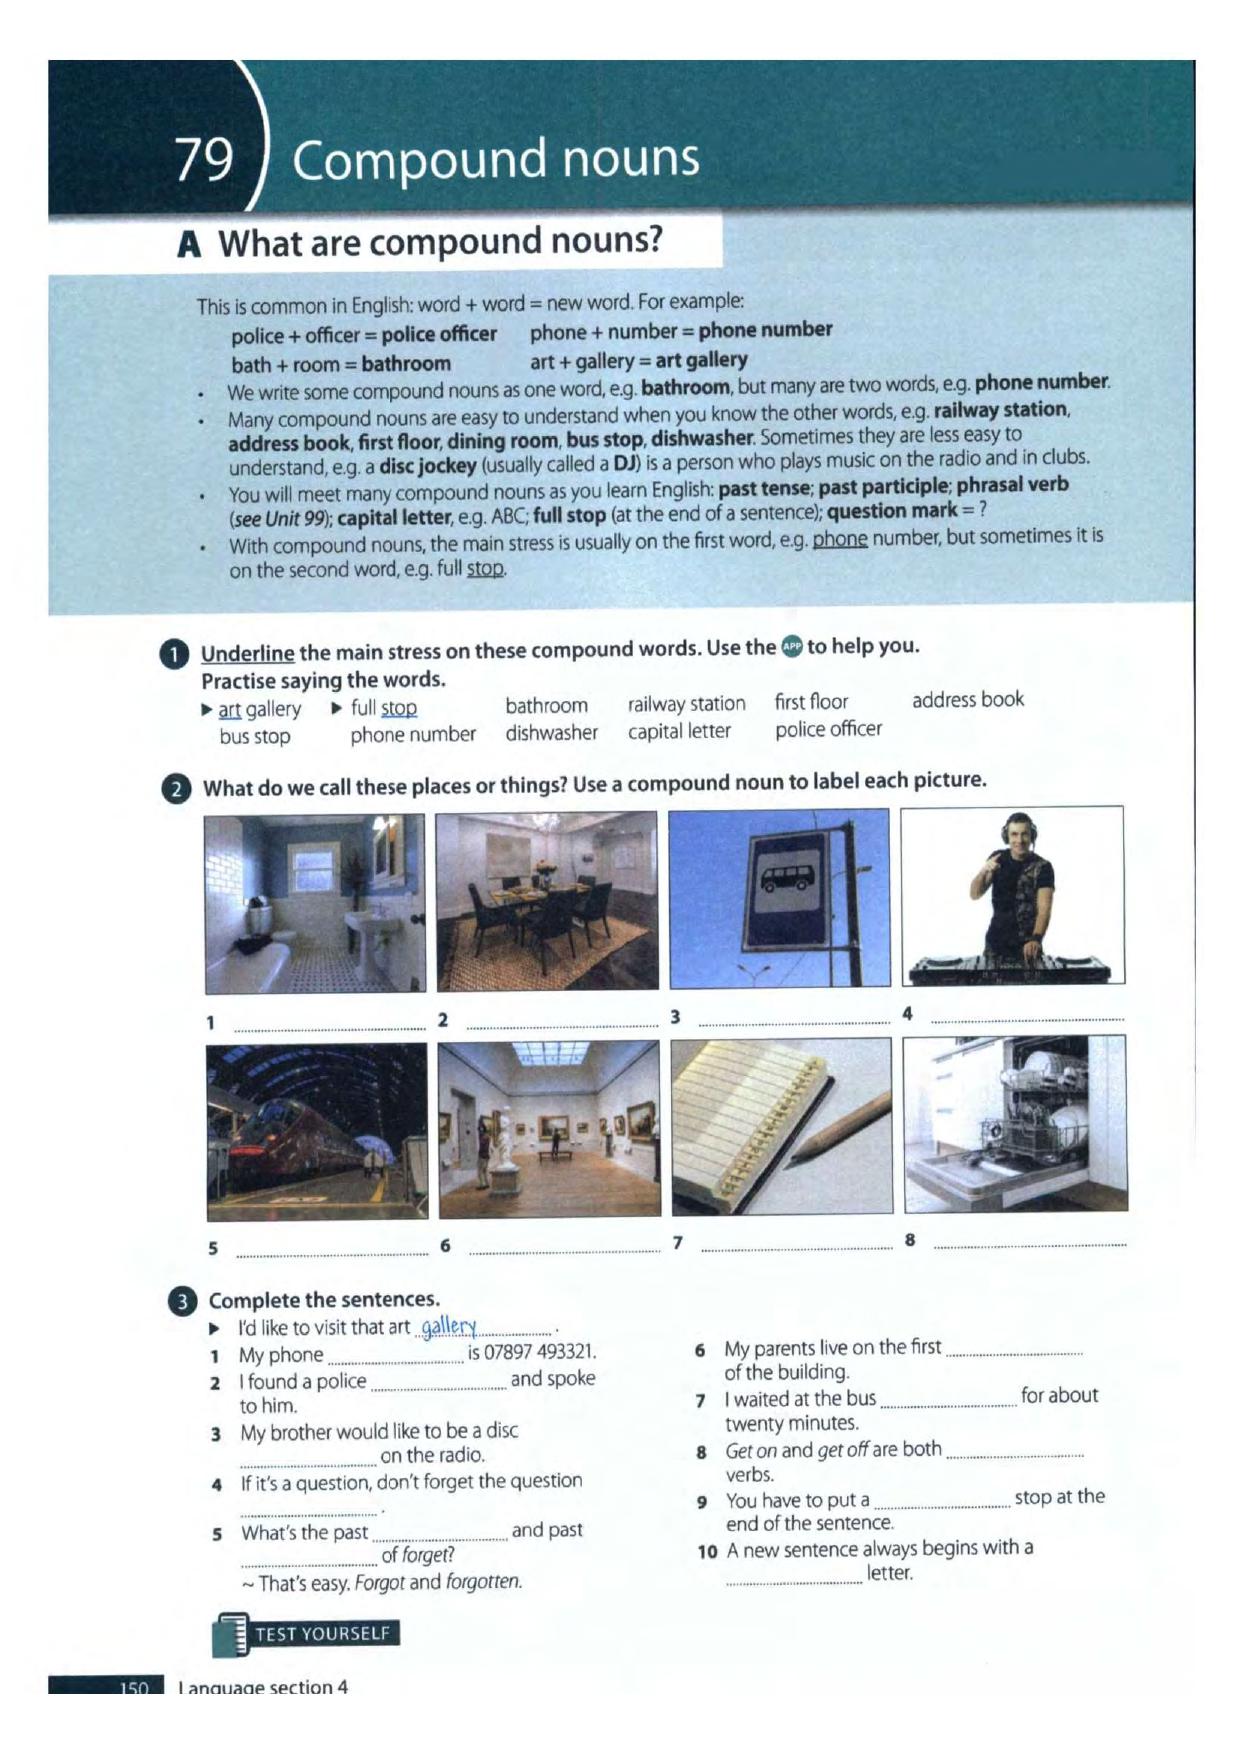 79 Compound nouns
A What are compound nouns?
This is common in English: word + word = new word. For example:
police + officer = police officer phone + number = phone number
bath + room = bathroom art + gallery = art gallery
• We write some compound nouns as one word, e.g. bathroom, but many are two words, e.g. phone number.
• Many compound nouns are easy to understand when you know the other words, e.g. railway station,
address book, first floor, dining room, bus stop, dishwasher. Sometimes they are less easy to
understand, e.g. a disc jockey (usually called a DJ) is a person who plays music on the radio and in clubs.
• You will meet many compound nouns as you learn English: past tense; past participle; phrasal verb
(see Unit 99); capital letter, e.g. ABC; full stop (at the end of a sentence); question mark = ?
• With compound nouns, the main stress is usually on the first word, e.g. phone number, but sometimes it is
on the second word, e.g. full stop.
1 Underline the main stress on these compound words. Use the APP to help you.
Practise saying the words.
▶ art gallery ▶ full stop bathroom railway station first floor address book
bus stop phone number dishwasher capital letter police officer
2 What do we call these places or things? Use a compound noun to label each picture.
1 2 3 4
5 6 7 8
3 Complete the sentences.
▶ I'd like to visit that art gallery .
1 My phone is 07897 493321.
2 I found a police and spoke
to him.
3 My brother would like to be a disc
on the radio.
4 If it's a question, don't forget the question
.
5 What's the past and past
of forget?
~ That's easy. Forgot and forgotten.
6 My parents live on the first
of the building.
7 I waited at the bus for about
twenty minutes.
8 Get on and get off are both
verbs.
9 You have to put a stop at the
end of the sentence.
10 A new sentence always begins with a
letter.
TEST YOURSELF
150 Language section 4